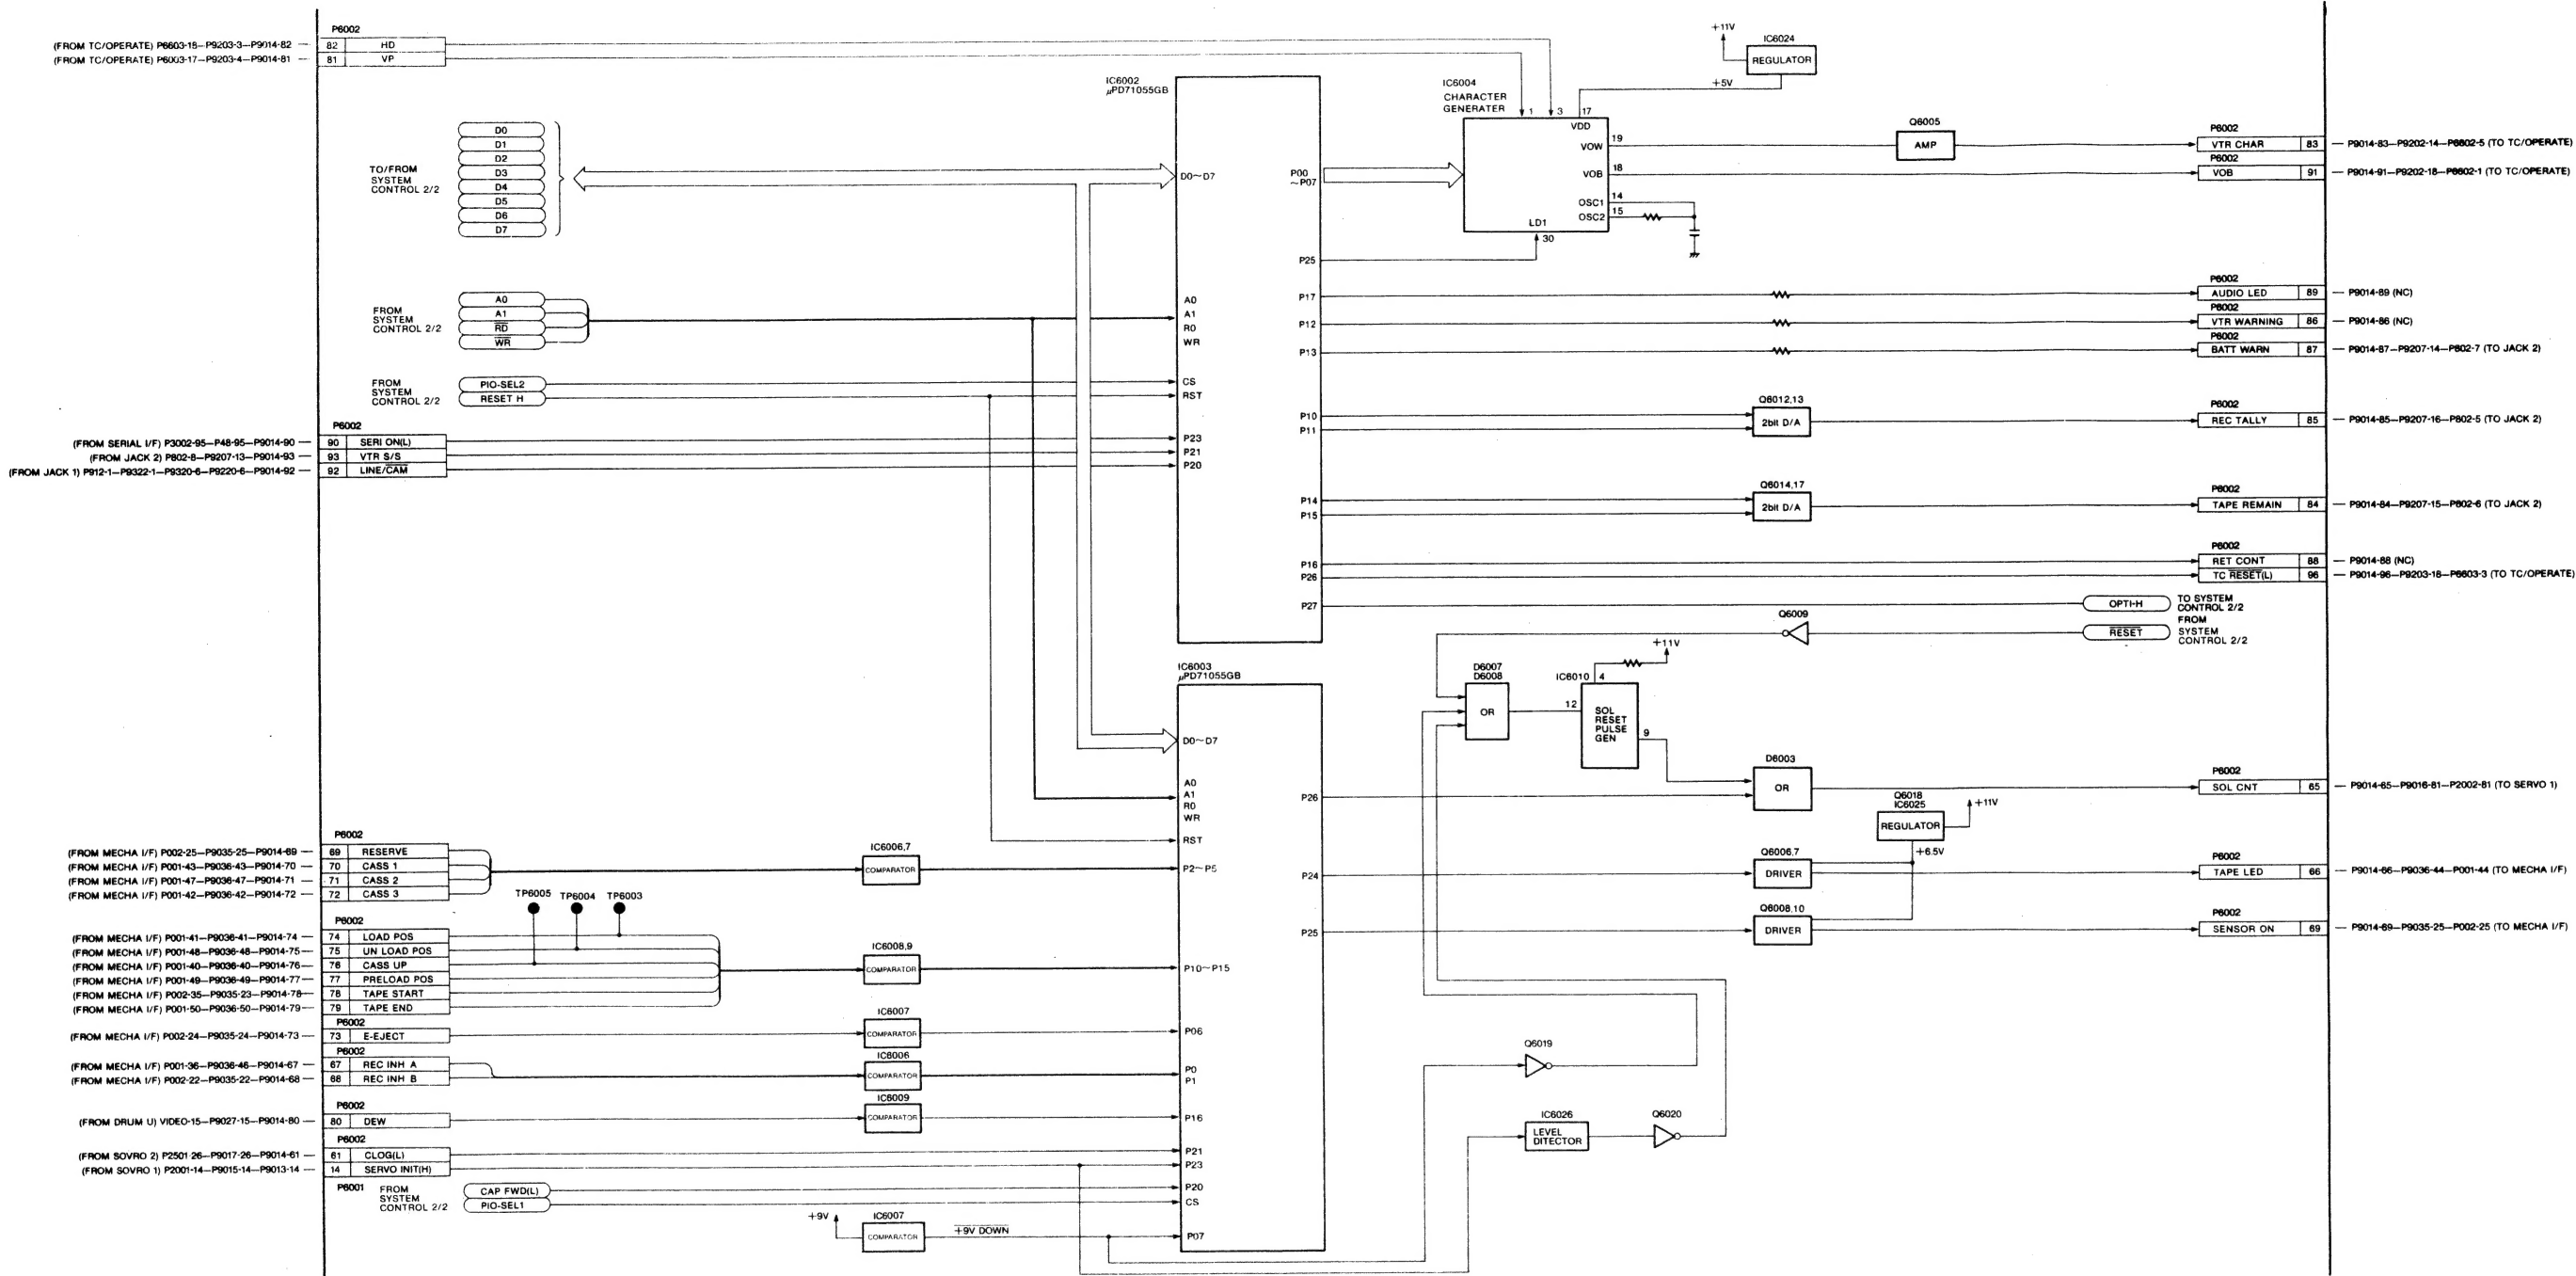 P6002
(FROM TC/OPERATE) P6603-18-P9203-3-P9014-82 82 HD
(FROM TC/OPERATE) P6003-17-P9203-4-P9014-81 81 VP
TO/FROM
SYSTEM
CONTROL 2/2
D0
D1
D2
D3
D4
D5
D6
D7
FROM
SYSTEM
CONTROL 2/2
A0
A1
RD
WR
FROM
SYSTEM
CONTROL 2/2
PIO-SEL2
RESET H
P6002
(FROM SERIAL I/F) P3002-95-P48-95-P9014-90 90 SERI ON(L)
(FROM JACK 2) P802-8-P9207-13-P9014-93 93 VTR S/S
(FROM JACK 1) P912-1-P9322-1-P9320-6-P9220-6-P9014-92 92 LINE/CAM
IC6002
μPD71055GB
D0~D7
A0
A1
R0
WR
CS
RST
P23
P21
P20
P00
~P07
P25
P17
P12
P13
P10
P11
P14
P15
P16
P26
P27
+11V
IC6024
REGULATOR
+5V
IC6004
CHARACTER
GENERATER
1 3 17
VDD
VOW 19
VOB 18
OSC1 14
OSC2 15
LD1
30
Q6005
AMP
P6002
VTR CHAR 83 P9014-83-P9202-14-P6602-5 (TO TC/OPERATE)
P6002
VOB 91 P9014-91-P9202-18-P6602-1 (TO TC/OPERATE)
P6002
AUDIO LED 89 P9014-89 (NC)
P6002
VTR WARNING 86 P9014-86 (NC)
P6002
BATT WARN 87 P9014-87-P9207-14-P802-7 (TO JACK 2)
Q6012,13
2bit D/A
P6002
REC TALLY 85 P9014-85-P9207-16-P802-5 (TO JACK 2)
Q6014,17
2bit D/A
P6002
TAPE REMAIN 84 P9014-84-P9207-15-P802-6 (TO JACK 2)
P6002
RET CONT 88 P9014-88 (NC)
TC RESET(L) 96 P9014-96-P9203-18-P6603-3 (TO TC/OPERATE)
OPTI-H
TO SYSTEM
CONTROL 2/2
RESET
FROM
SYSTEM
CONTROL 2/2
Q6009
+11V
D6007
D6008
OR
IC6010 4
12
SOL
RESET
PULSE
GEN
9
D6003
OR
P6002
SOL CNT 65 P9014-65-P9016-81-P2002-81 (TO SERVO 1)
Q6018
IC6025
REGULATOR
+11V
+6.5V
Q6006,7
DRIVER
P6002
TAPE LED 66 P9014-66-P9036-44-P001-44 (TO MECHA I/F)
Q6008,10
DRIVER
P6002
SENSOR ON 69 P9014-69-P9035-25-P002-25 (TO MECHA I/F)
IC6003
μPD71055GB
D0~D7
A0
A1
R0
WR
RST
P2~P5
P10~P15
P06
P0
P1
P16
P21
P23
P20
CS
P07
P26
P24
P25
P6002
(FROM MECHA I/F) P002-25-P9035-25-P9014-69 69 RESERVE
(FROM MECHA I/F) P001-43-P9036-43-P9014-70 70 CASS 1
(FROM MECHA I/F) P001-47-P9036-47-P9014-71 71 CASS 2
(FROM MECHA I/F) P001-42-P9036-42-P9014-72 72 CASS 3
IC6006,7
COMPARATOR
TP6005
TP6004
TP6003
P6002
(FROM MECHA I/F) P001-41-P9036-41-P9014-74 74 LOAD POS
(FROM MECHA I/F) P001-48-P9036-48-P9014-75 75 UN LOAD POS
(FROM MECHA I/F) P001-40-P9036-40-P9014-76 76 CASS UP
(FROM MECHA I/F) P001-49-P9036-49-P9014-77 77 PRELOAD POS
(FROM MECHA I/F) P002-35-P9035-23-P9014-78 78 TAPE START
(FROM MECHA I/F) P001-50-P9036-50-P9014-79 79 TAPE END
IC6008,9
COMPARATOR
P6002
(FROM MECHA I/F) P002-24-P9035-24-P9014-73 73 E-EJECT
IC6007
COMPARATOR
P6002
(FROM MECHA I/F) P001-36-P9036-46-P9014-67 67 REC INH A
(FROM MECHA I/F) P002-22-P9035-22-P9014-68 68 REC INH B
IC6006
COMPARATOR
IC6009
COMPARATOR
P6002
(FROM DRUM U) VIDEO-15-P9027-15-P9014-80 80 DEW
P6002
(FROM SOVRO 2) P2501 26-P9017-26-P9014-61 61 CLOG(L)
(FROM SOVRO 1) P2001-14-P9015-14-P9013-14 14 SERVO INIT(H)
P6001
FROM
SYSTEM
CONTROL 2/2
CAP FWD(L)
PIO-SEL1
+9V
IC6007
COMPARATOR
+9V DOWN
Q6019
IC6026
LEVEL
DITECTOR
Q6020